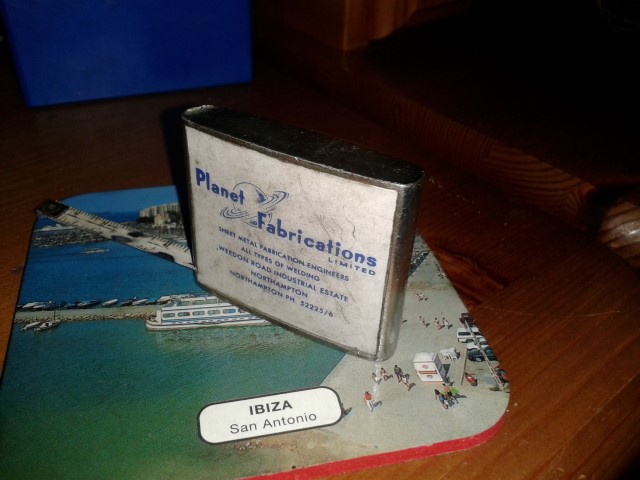 Planet
Fabrications
LIMITED
SHEET METAL FABRICATION ENGINEERS
ALL TYPES OF WELDING
WEEDON ROAD INDUSTRIAL ESTATE
NORTHAMPTON
NORTHAMPTON PH 52225/6
IBIZA
San Antonio